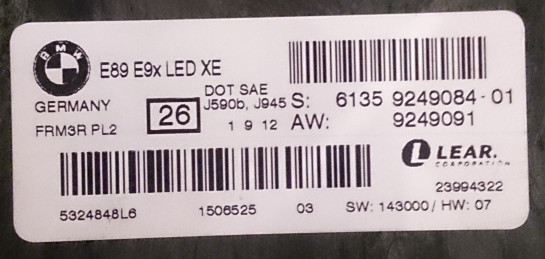 BMW
E89 E9x LED XE
GERMANY
FRM3R PL2
26
DOT SAE
J590b, J945
1 9 12
S: 6135 9249084-01
AW: 9249091
LEAR.
CORPORATION
23994322
5324848L6 1506525 03 SW: 143000 / HW: 07